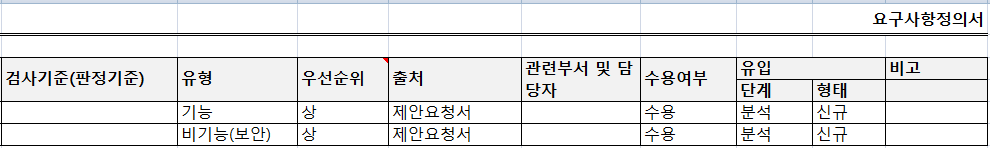 요구사항정의서
검사기준(판정기준) 유형 우선순위 출처 관련부서 및 담당자 수용여부 유입 비고
단계 형태
기능 상 제안요청서 수용 분석 신규
비기능(보안) 상 제안요청서 수용 분석 신규